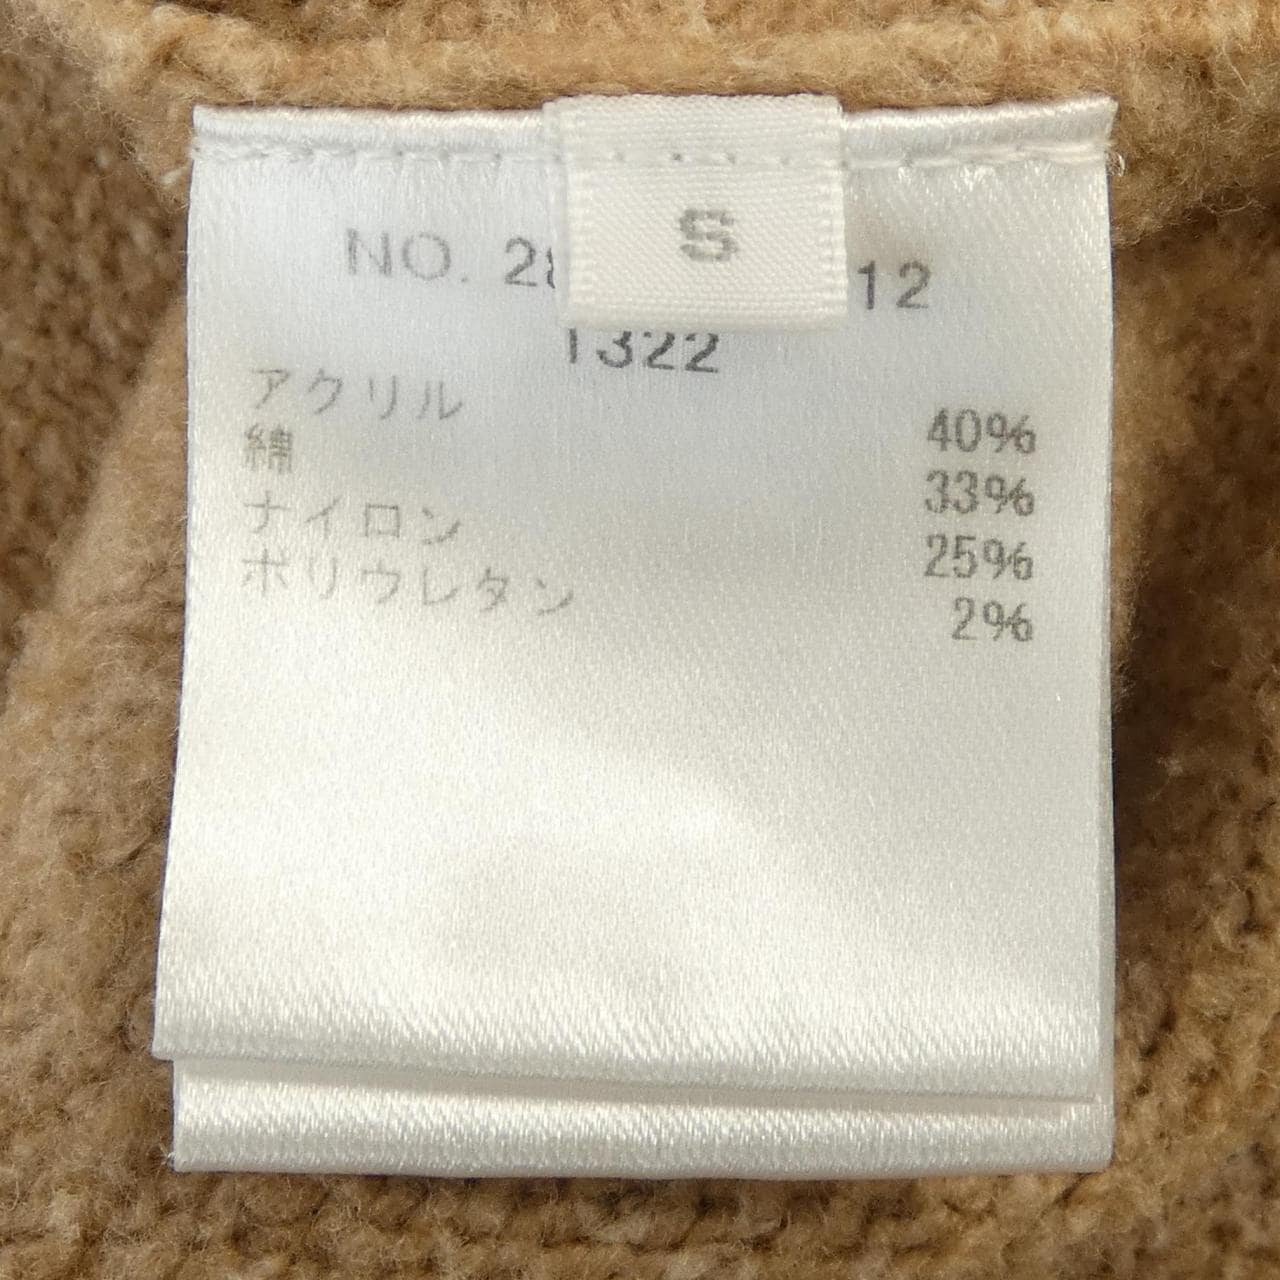 S
NO. 28 12
1322
アクリル 40%
綿 33%
ナイロン 25%
ポリウレタン 2%